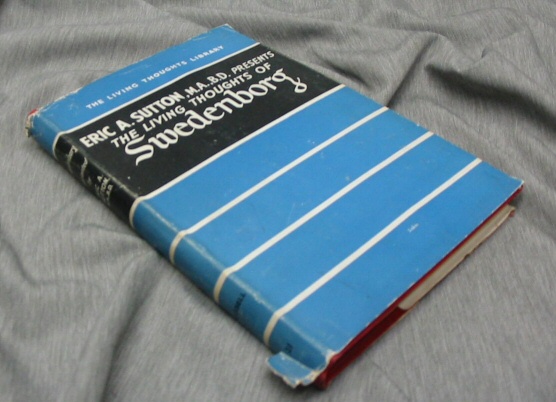 THE LIVING THOUGHTS LIBRARY
ERIC A. SUTTON, M.A., B.D. PRESENTS
THE LIVING THOUGHTS OF
Swedenborg